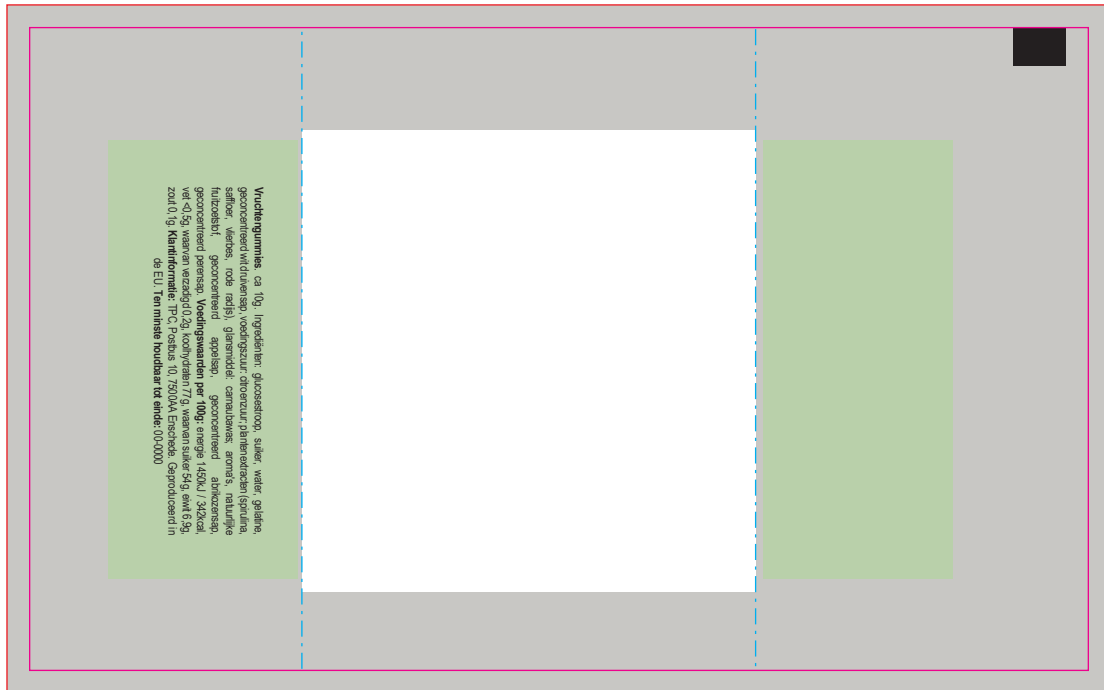 Vruchtengummies. ca 10g. Ingrediënten: glucosestroop, suiker, water, gelatine,
geconcentreerd wit druivensap, voedingszuur: citroenzuur; plantenextracten (spirulina,
saffloer, vlierbes, rode radijs), glansmiddel: carnaubawas; aroma's, natuurlijke
fruitzoetstof, geconcentreerd appelsap, geconcentreerd abrikozensap,
geconcentreerd perensap. Voedingswaarden per 100g: energie 1450kJ / 342kcal,
vet <0,5g, waarvan verzadigd 0,2g, koolhydraten 77g, waarvan suiker 54g, eiwit 6,9g,
zout 0,1g. Klantinformatie: TPC, Postbus 10, 7500AA Enschede. Geproduceerd in
de EU. Ten minste houdbaar tot einde: 00-0000